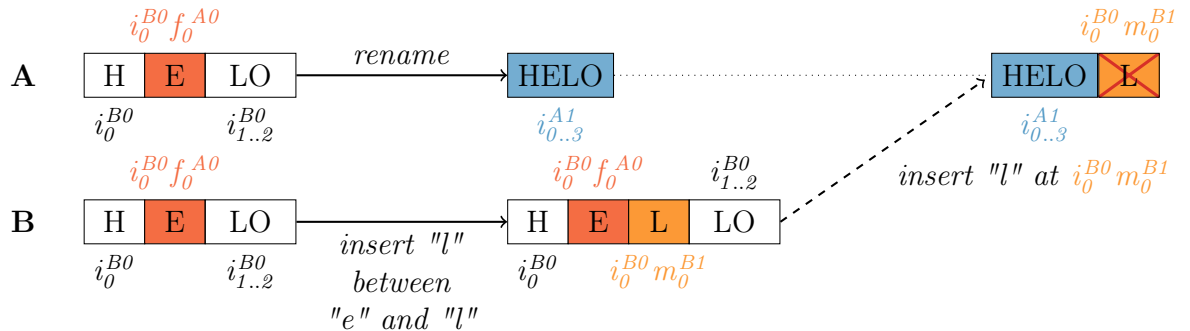 i₀ᴮ⁰f₀ᴬ⁰
A H E LO rename HELO HELO L
i₀ᴮ⁰ i₁..₂ᴮ⁰ i₀..₃ᴬ¹ i₀..₃ᴬ¹
i₀ᴮ⁰m₀ᴮ¹
i₀ᴮ⁰f₀ᴬ⁰ i₀ᴮ⁰f₀ᴬ⁰ i₁..₂ᴮ⁰
insert "l" at i₀ᴮ⁰m₀ᴮ¹
B H E LO H E L LO
i₀ᴮ⁰ i₁..₂ᴮ⁰ i₀ᴮ⁰ i₀ᴮ⁰m₀ᴮ¹
insert "l"
between
"e" and "l"